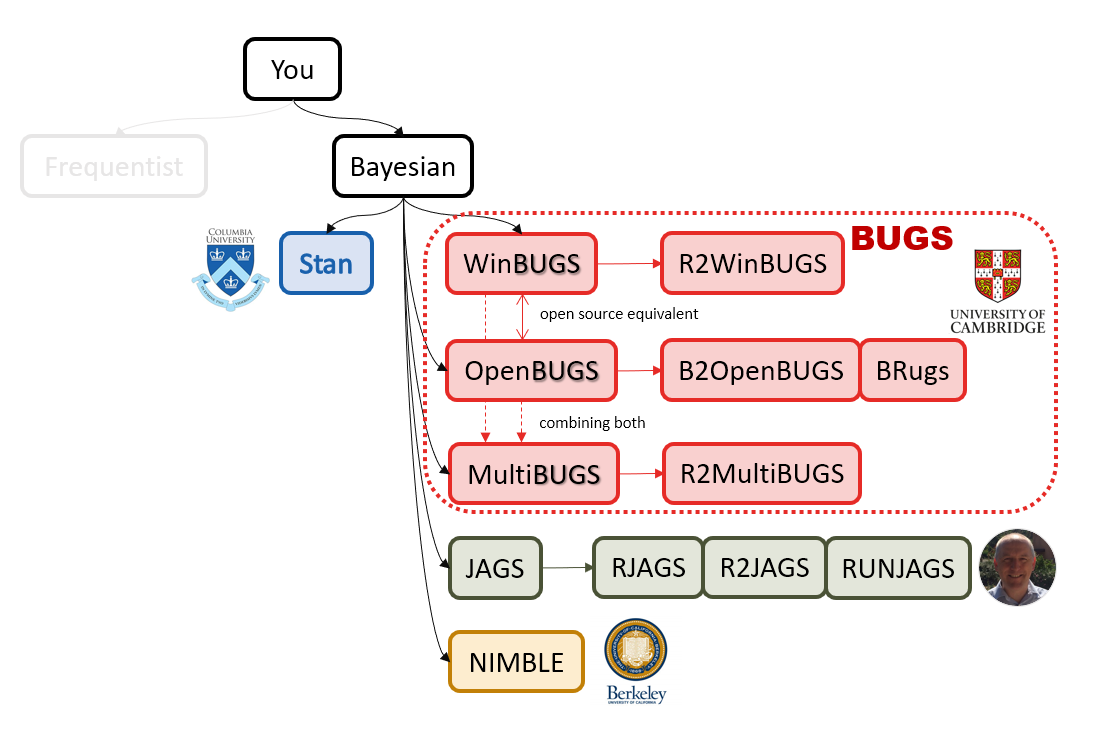 You
Frequentist
Bayesian
COLUMBIA
UNIVERSITY
Stan
BUGS
WinBUGS
R2WinBUGS
open source equivalent
UNIVERSITY OF
CAMBRIDGE
OpenBUGS
B2OpenBUGS
BRugs
combining both
MultiBUGS
R2MultiBUGS
JAGS
RJAGS
R2JAGS
RUNJAGS
NIMBLE
Berkeley
UNIVERSITY OF CALIFORNIA